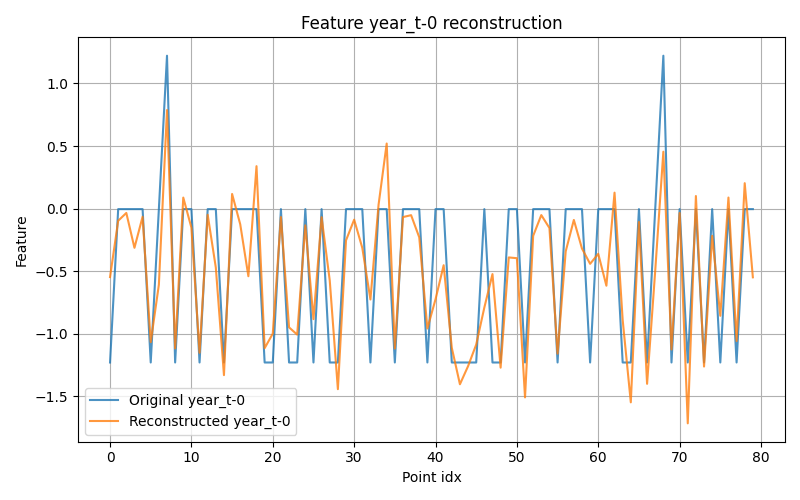 Feature year_t-0 reconstruction
Feature
1.0
0.5
0.0
−0.5
−1.0
−1.5
Original year_t-0
Reconstructed year_t-0
0 10 20 30 40 50 60 70 80
Point idx